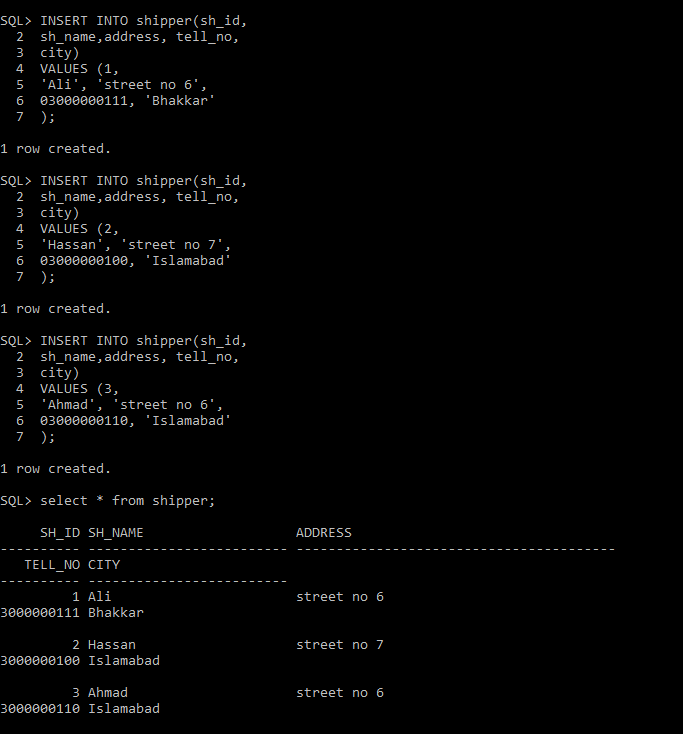 SQL> INSERT INTO shipper(sh_id,
  2  sh_name,address, tell_no,
  3  city)
  4  VALUES (1,
  5  'Ali', 'street no 6',
  6  03000000111, 'Bhakkar'
  7  );
1 row created.
SQL> INSERT INTO shipper(sh_id,
  2  sh_name,address, tell_no,
  3  city)
  4  VALUES (2,
  5  'Hassan', 'street no 7',
  6  03000000100, 'Islamabad'
  7  );
1 row created.
SQL> INSERT INTO shipper(sh_id,
  2  sh_name,address, tell_no,
  3  city)
  4  VALUES (3,
  5  'Ahmad', 'street no 6',
  6  03000000110, 'Islamabad'
  7  );
1 row created.
SQL> select * from shipper;
     SH_ID SH_NAME                   ADDRESS
---------- ------------------------- ----------------------------------------
   TELL_NO CITY
---------- -------------------------
         1 Ali                       street no 6
3000000111 Bhakkar
         2 Hassan                    street no 7
3000000100 Islamabad
         3 Ahmad                     street no 6
3000000110 Islamabad